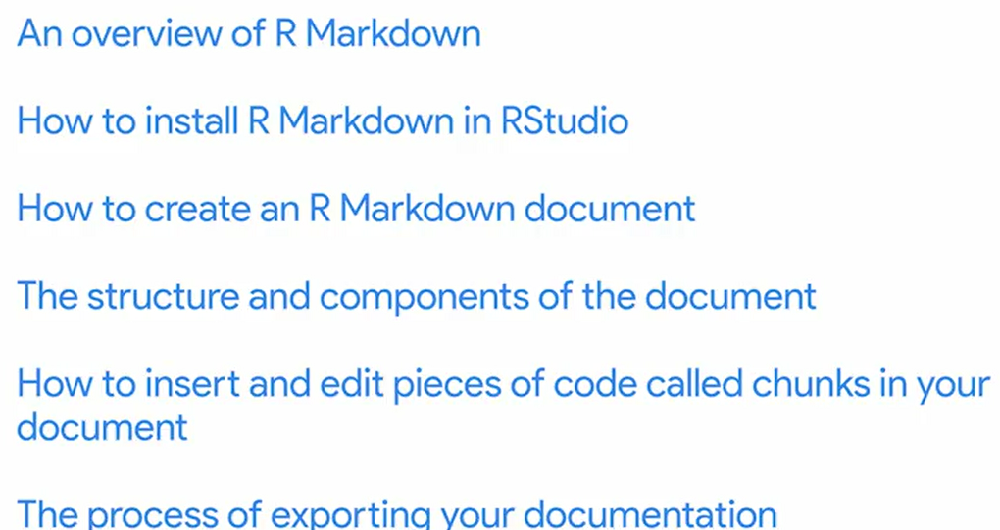 An overview of R Markdown
How to install R Markdown in RStudio
How to create an R Markdown document
The structure and components of the document
How to insert and edit pieces of code called chunks in your
document
The process of exporting your documentation